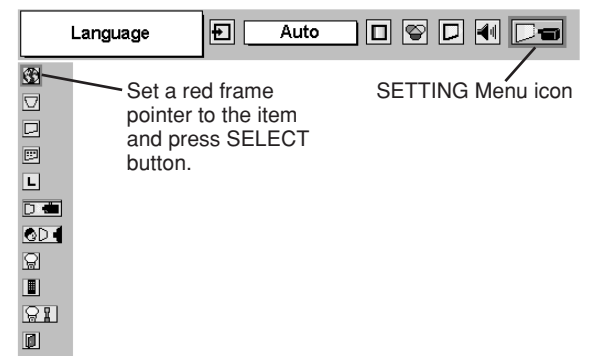 Language
Auto
SETTING Menu icon
Set a red frame
pointer to the item
and press SELECT
button.
L